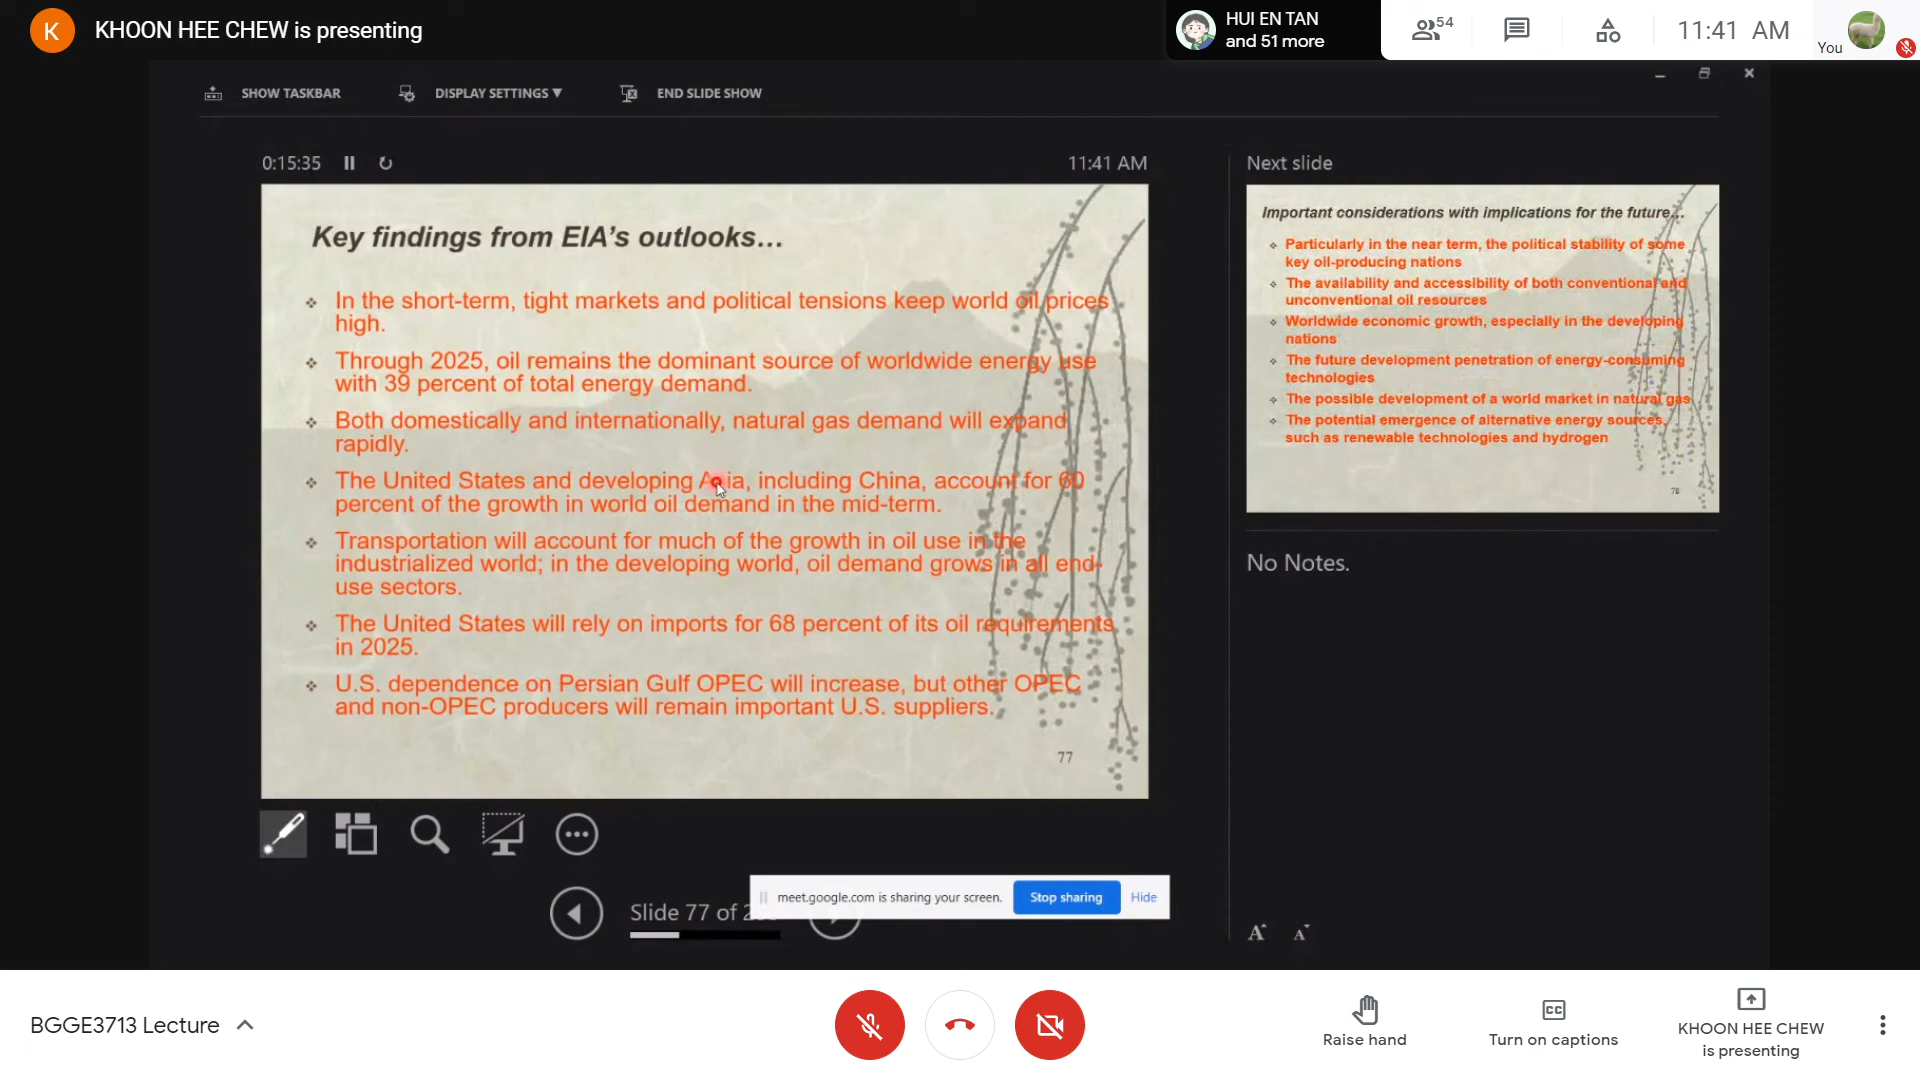 K
KHOON HEE CHEW is presenting
HUI EN TAN
and 51 more
54
11:41 AM
You
SHOW TASKBAR
DISPLAY SETTINGS ▼
END SLIDE SHOW
0:15:35
11:41 AM
Key findings from EIA's outlooks…
In the short-term, tight markets and political tensions keep world oil prices
high.
Through 2025, oil remains the dominant source of worldwide energy use
with 39 percent of total energy demand.
Both domestically and internationally, natural gas demand will expand
rapidly.
The United States and developing Asia, including China, account for 60
percent of the growth in world oil demand in the mid-term.
Transportation will account for much of the growth in oil use in the
industrialized world; in the developing world, oil demand grows in all end-
use sectors.
The United States will rely on imports for 68 percent of its oil requirements
in 2025.
U.S. dependence on Persian Gulf OPEC will increase, but other OPEC
and non-OPEC producers will remain important U.S. suppliers.
77
Next slide
Important considerations with implications for the future…
Particularly in the near term, the political stability of some
key oil-producing nations
The availability and accessibility of both conventional and
unconventional oil resources
Worldwide economic growth, especially in the developing
nations
The future development penetration of energy-consuming
technologies
The possible development of a world market in natural gas
The potential emergence of alternative energy sources,
such as renewable technologies and hydrogen
78
No Notes.
Slide 77 of
meet.google.com is sharing your screen.
Stop sharing
Hide
A A
BGGE3713 Lecture
Raise hand
CC
Turn on captions
KHOON HEE CHEW
is presenting